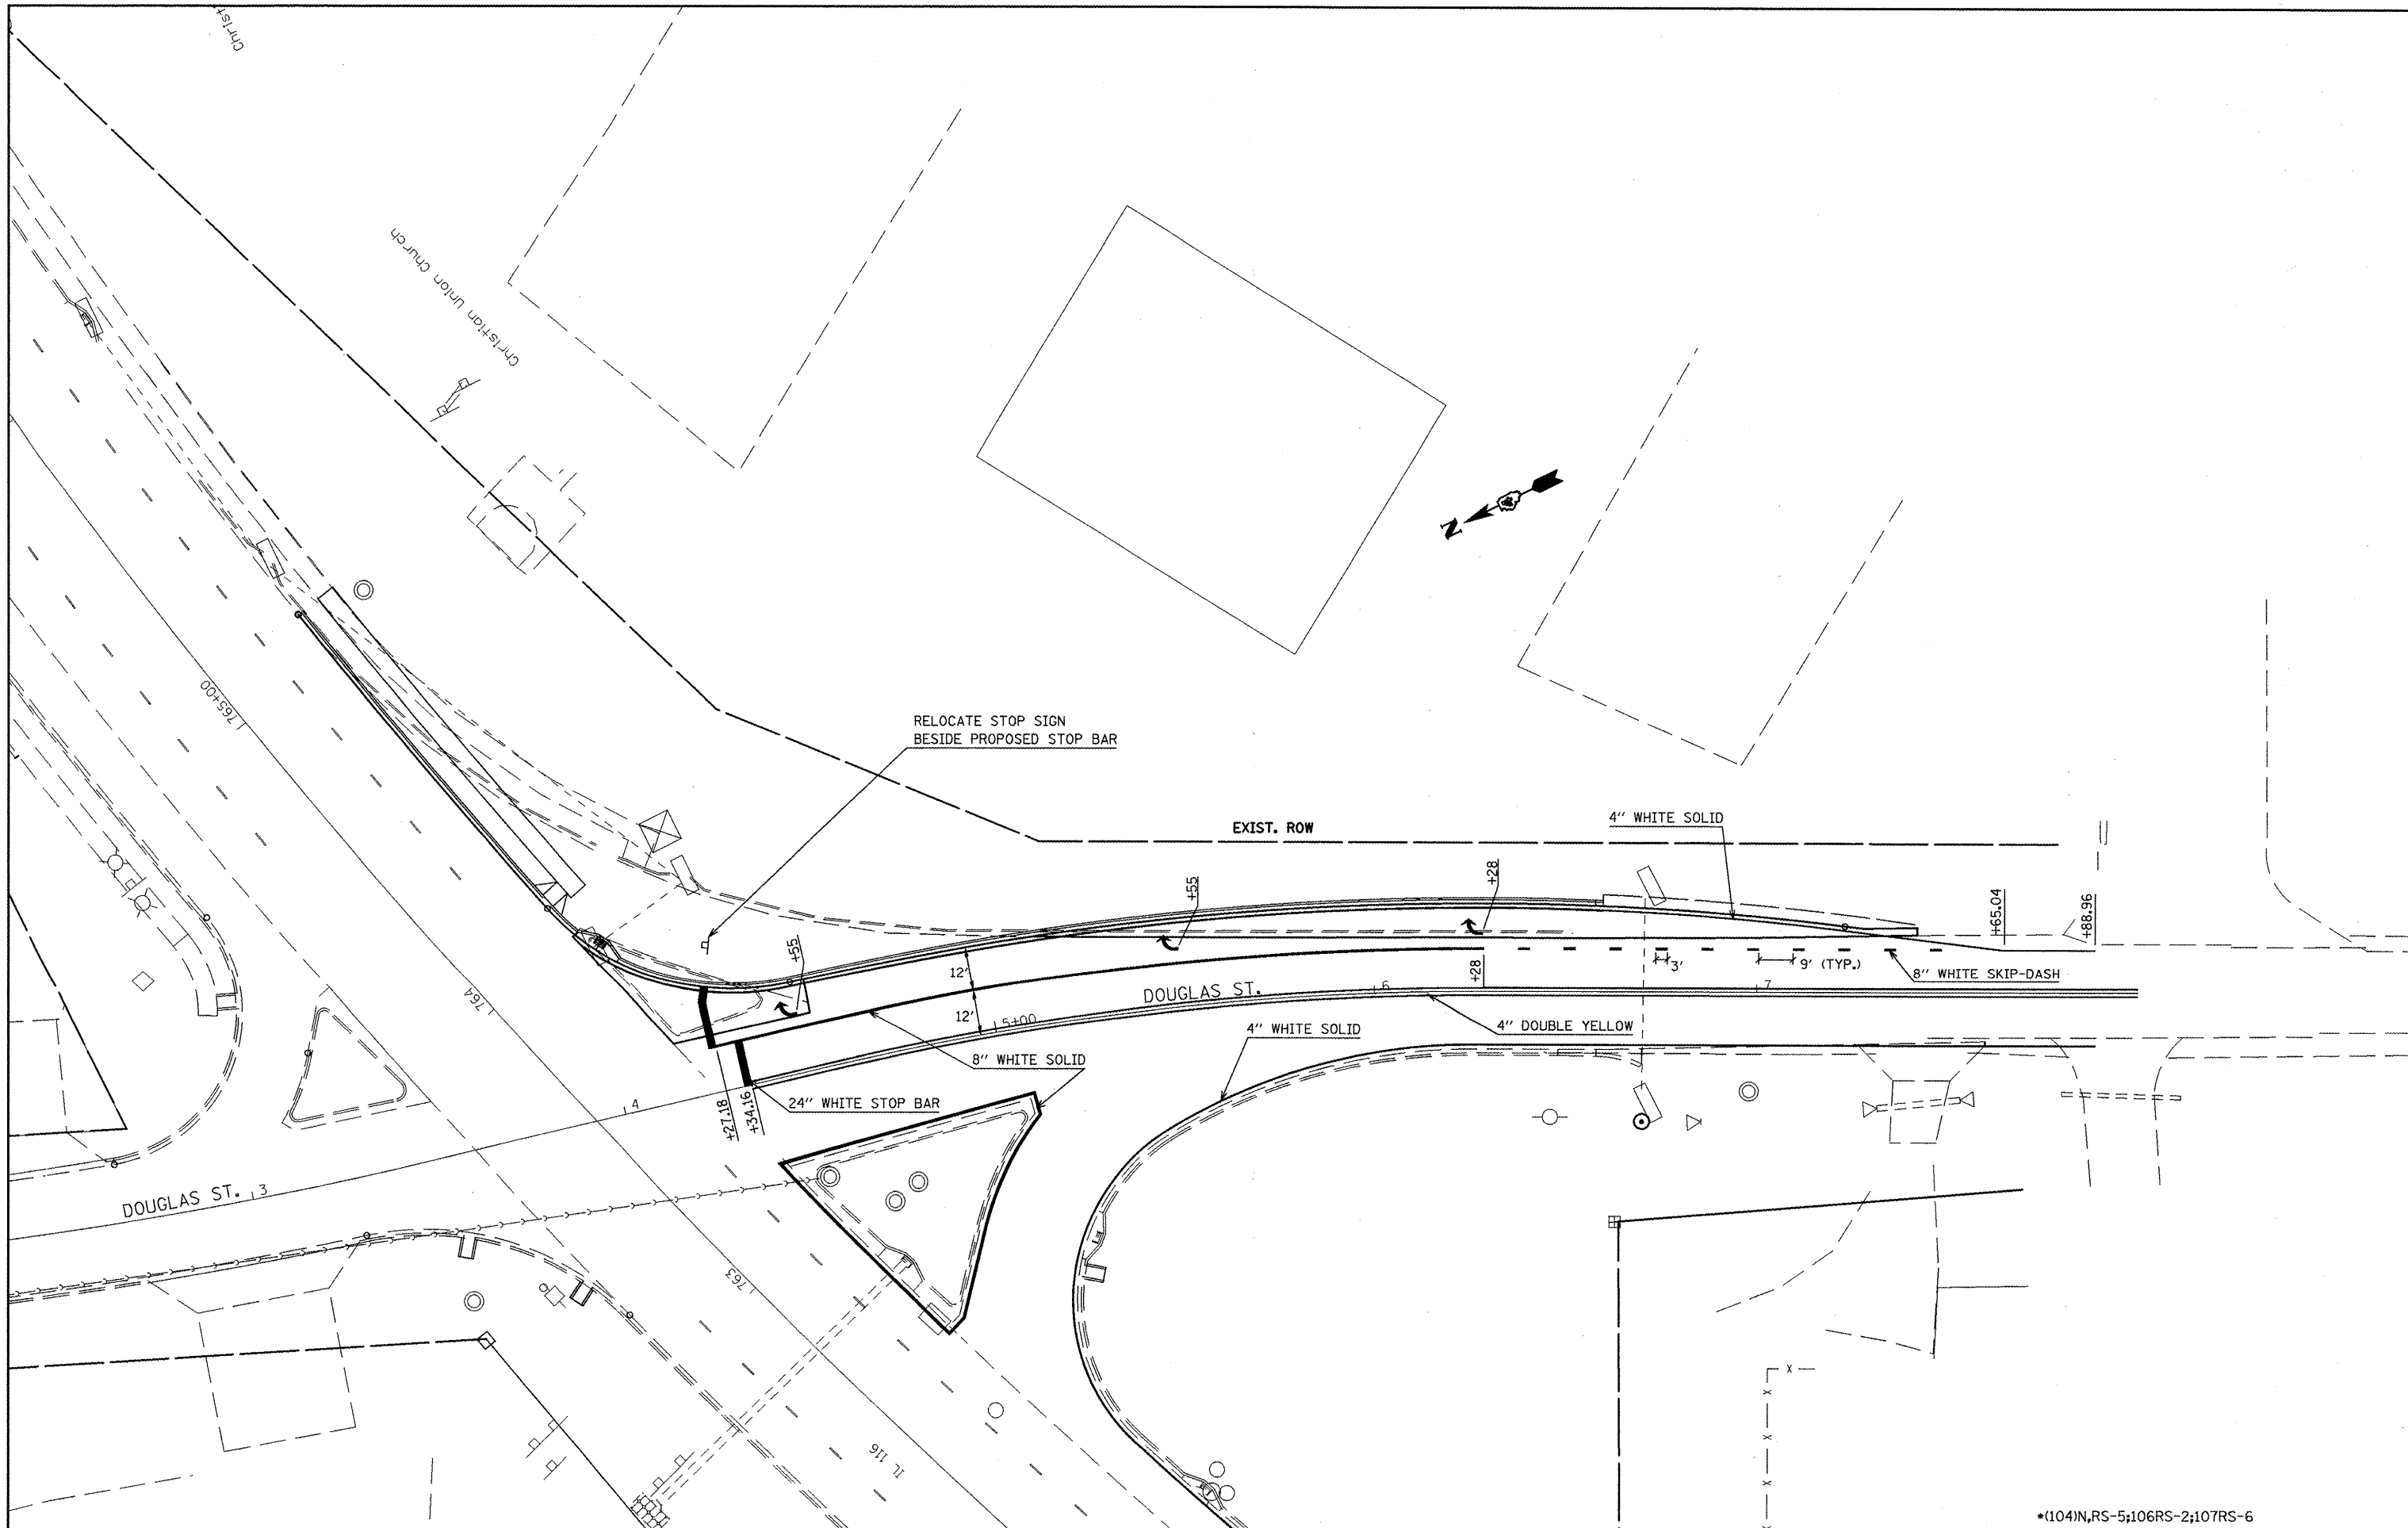 Christ
Christian Union Church
N
765+00
RELOCATE STOP SIGN
BESIDE PROPOSED STOP BAR
EXIST. ROW
4" WHITE SOLID
+55
+28
+65.04
+88.96
+55
12'
12'
764
3'
9' (TYP.)
8" WHITE SKIP-DASH
+28
DOUGLAS ST.
5+00
6
7
4" DOUBLE YELLOW
4" WHITE SOLID
8" WHITE SOLID
24" WHITE STOP BAR
+27.18
+34.16
4
DOUGLAS ST.
3
763
IL 116
x
x
x
x
x
*(104)N,RS-5;106RS-2;107RS-6